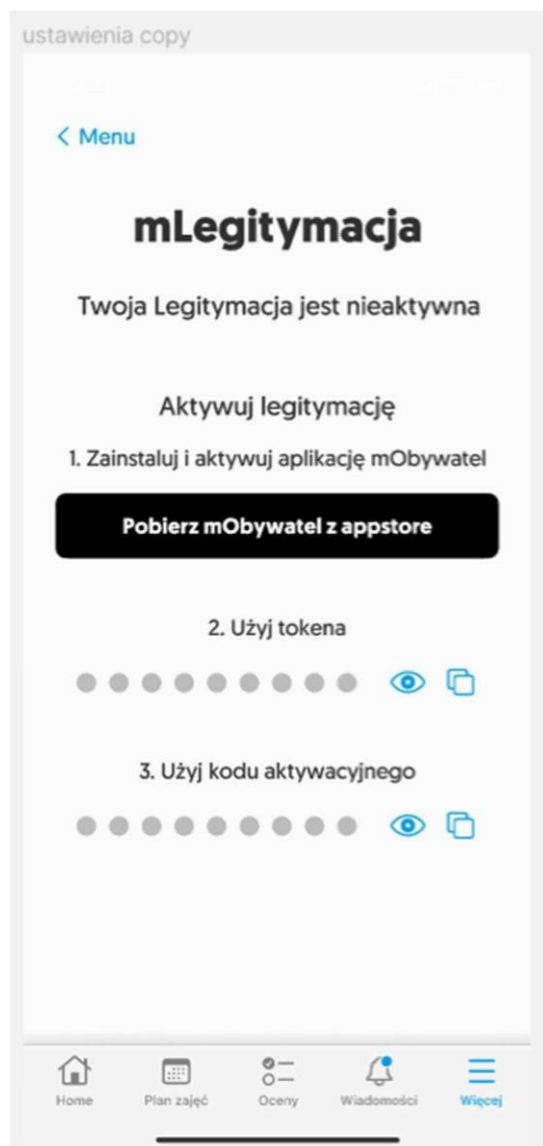 ustawienia copy
Menu
mLegitymacja
Twoja Legitymacja jest nieaktywna
Aktywuj legitymację
1. Zainstaluj i aktywuj aplikację mObywatel
Pobierz mObywatel z appstore
2. Użyj tokena
3. Użyj kodu aktywacyjnego
Home Plan zajęć Oceny Wiadomości Więcej